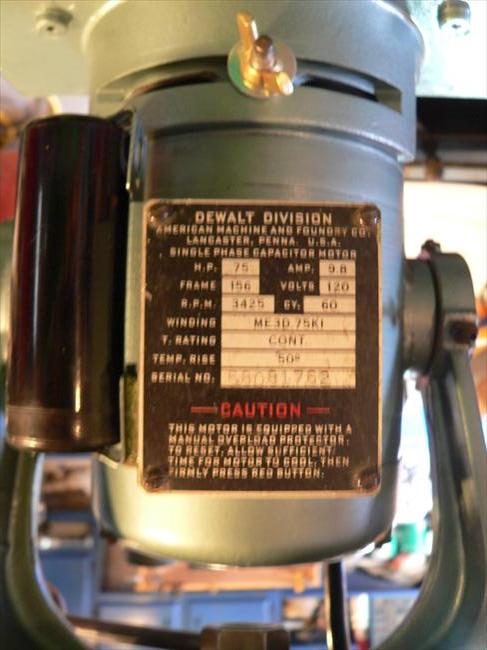 DEWALT DIVISION
AMERICAN MACHINE AND FOUNDRY CO.
LANCASTER, PENNA. U.S.A.
SINGLE PHASE CAPACITOR MOTOR
H.P. 75 AMP. 9.8
FRAME 156 VOLTS 120
R.P.M. 3425 CY. 60
WINDING ME3D.75KI
T. RATING CONT
TEMP. RISE 50°
SERIAL NO.
CAUTION
THIS MOTOR IS EQUIPPED WITH A
MANUAL OVERLOAD PROTECTOR.
TO RESET, ALLOW SUFFICIENT
TIME FOR MOTOR TO COOL, THEN
FIRMLY PRESS RED BUTTON.